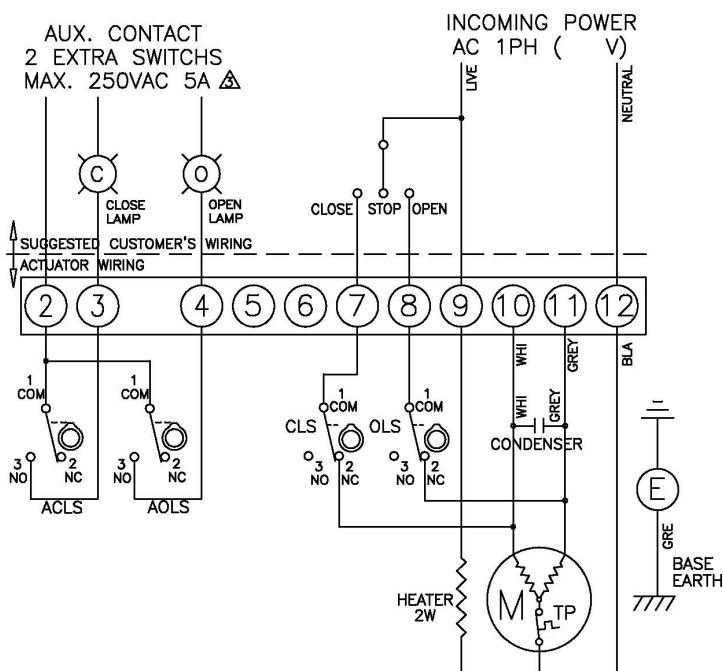 AUX. CONTACT
2 EXTRA SWITCHS
MAX. 250VAC 5A 3
INCOMING POWER
AC 1PH ( V)
LIVE
NEUTRAL
C
O
CLOSE
LAMP
OPEN
LAMP
CLOSE STOP OPEN
SUGGESTED CUSTOMER'S WIRING
ACTUATOR WIRING
2 3 4 5 6 7 8 9 10 11 12
WHI
GREY
BLA
1
COM
1
COM
1
COM
1
COM
WHI
GREY
CLS
OLS
CONDENSER
3
NO
2
NC
3
NO
2
NC
3
NO
2
NC
3
NO
2
NC
ACLS
AOLS
E
GRE
BASE
EARTH
HEATER
2W
M
TP